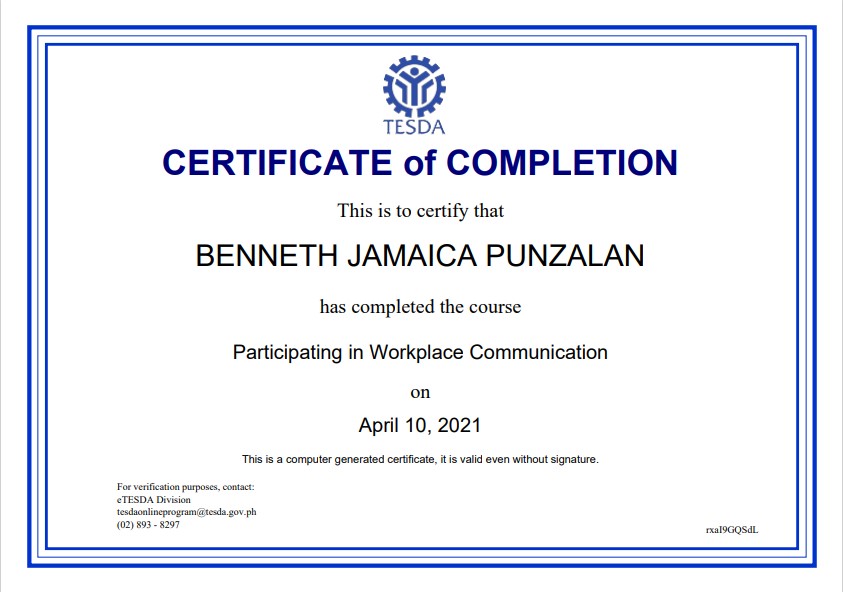 TESDA
CERTIFICATE of COMPLETION
This is to certify that
BENNETH JAMAICA PUNZALAN
has completed the course
Participating in Workplace Communication
on
April 10, 2021
This is a computer generated certificate, it is valid even without signature.
For verification purposes, contact:
eTESDA Division
tesdaonlineprogram@tesda.gov.ph
(02) 893 - 8297
rxaI9GQSdL